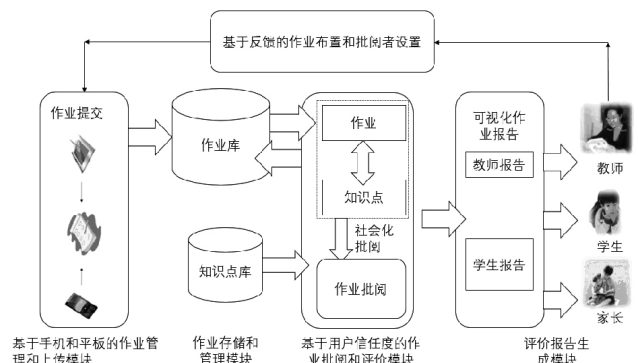 基于反馈的作业布置和批阅者设置
作业提交
作业库
知识点库
作业
知识点
社会化
批阅
作业批阅
可视化作
业报告
教师报告
学生报告
教师
学生
家长
基于手机和平板的作业管
理和上传模块
作业存储和
管理模块
基于用户信任度的作
业批阅和评价模块
评价报告生
成模块